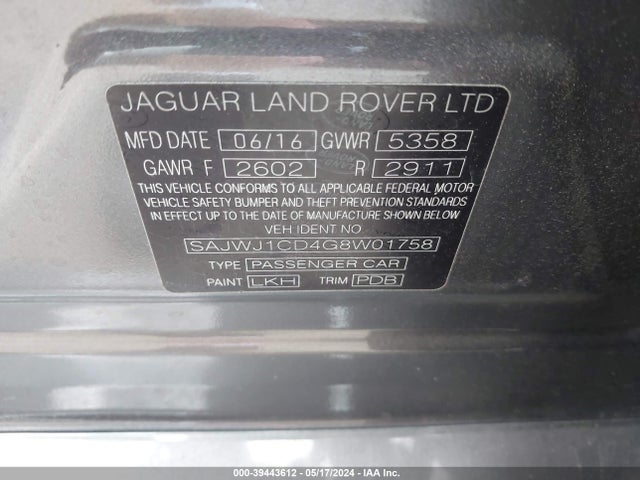 JAGUAR LAND ROVER LTD
MFD DATE 06/16 GVWR 5358
GAWR F 2602 R 2911
THIS VEHICLE CONFORMS TO ALL APPLICABLE FEDERAL MOTOR
VEHICLE SAFETY BUMPER AND THEFT PREVENTION STANDARDS
IN EFFECT UP TO THE DATE OF MANUFACTURE SHOWN BELOW
VEH IDENT NO
SAJWJ1CD4G8W01758
TYPE PASSENGER CAR
PAINT LKH TRIM PDB
000-39443612 - 05/17/2024 - IAA Inc.